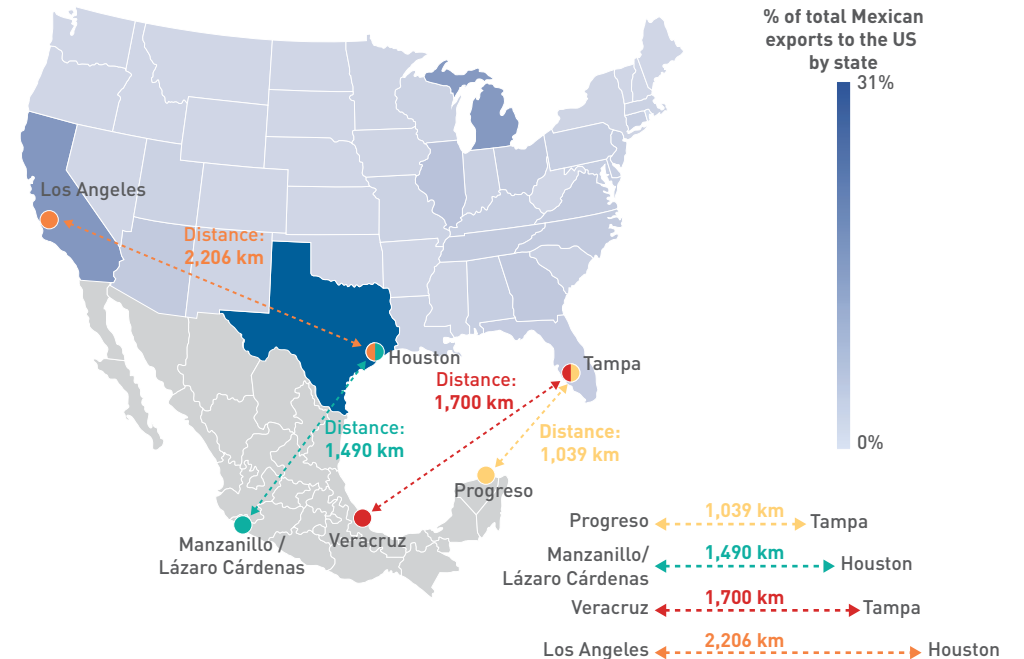 % of total Mexican
exports to the US
by state
31%
0%
Los Angeles
Distance:
2,206 km
Houston
Tampa
Distance:
1,700 km
Distance:
1,490 km
Distance:
1,039 km
Progreso
Veracruz
Manzanillo /
Lázaro Cárdenas
Progreso
1,039 km
Tampa
Manzanillo/
Lázaro Cárdenas
1,490 km
Houston
Veracruz
1,700 km
Tampa
Los Angeles
2,206 km
Houston